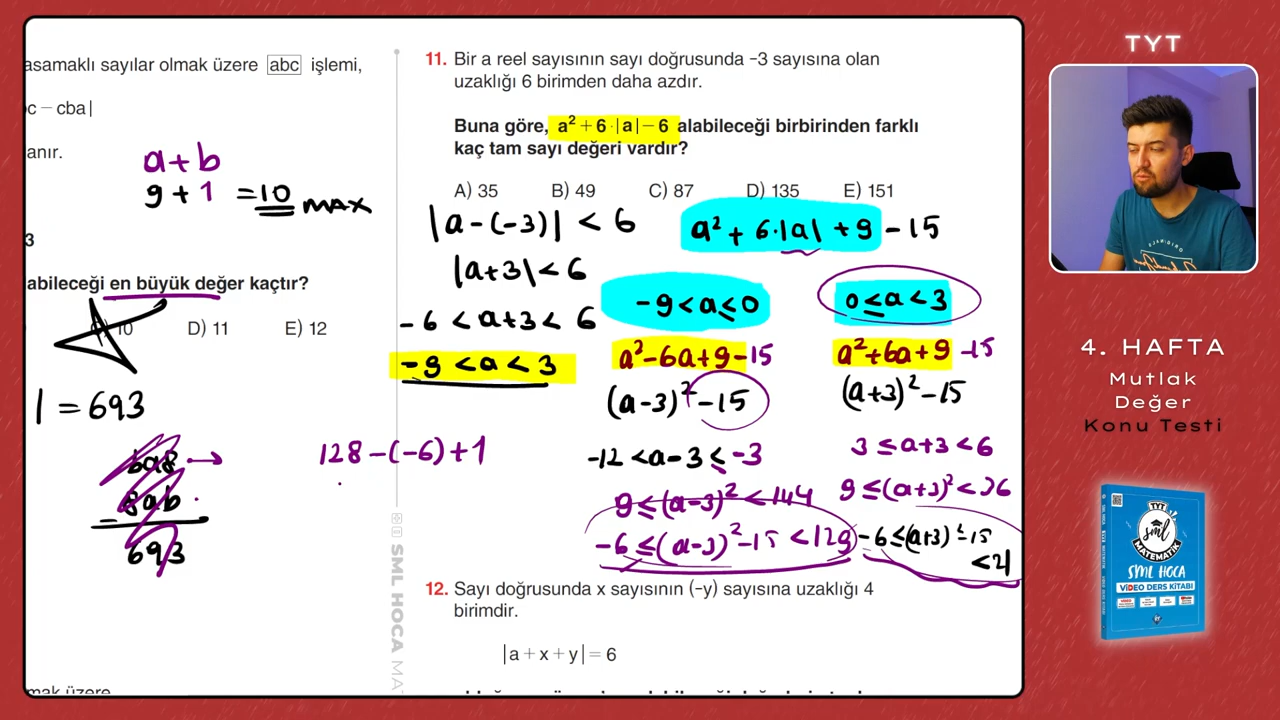 asamaklı sayılar olmak üzere abc işlemi,
c − cba|
anır.
a+b
9 + 1 = 10 MAX
3
abileceği en büyük değer kaçtır?
10 D) 11 E) 12
| = 693
8ab
693
128-(-6)+1
11. Bir a reel sayısının sayı doğrusunda −3 sayısına olan
uzaklığı 6 birimden daha azdır.
Buna göre, a² + 6·|a| − 6 alabileceği birbirinden farklı
kaç tam sayı değeri vardır?
A) 35 B) 49 C) 87 D) 135 E) 151
|a-(-3)| < 6
|a+3| < 6
-6 < a+3 < 6
-9 < a < 3
a² + 6·|a| + 9 - 15
-9 < a ≤ 0
a²-6a+9-15
(a-3)²-15
-12 < a-3 ≤ -3
9 ≤ (a-3)² < 144
-6 ≤ (a-3)²-15 < 129
0 ≤ a < 3
a²+6a+9-15
(a+3)²-15
3 ≤ a+3 < 6
9 ≤ (a+3)² < 36
-6 ≤ (a+3)²-15
< 21
12. Sayı doğrusunda x sayısının (−y) sayısına uzaklığı 4
birimdir.
|a + x + y| = 6
SML HOCA MA
mak üzere
TYT
4. HAFTA
Mutlak
Değer
Konu Testi
TYT
sml
MATEMATİK
SML HOCA
VİDEO DERS KİTABI